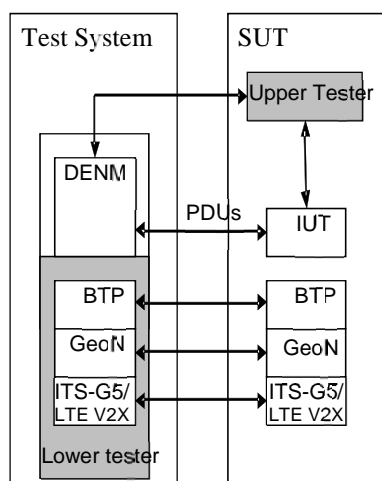 Test System
SUT
Upper Tester
DENM
PDUs
IUT
BTP
BTP
GeoN
GeoN
ITS-G5/
LTE V2X
ITS-G5/
LTE V2X
Lower tester